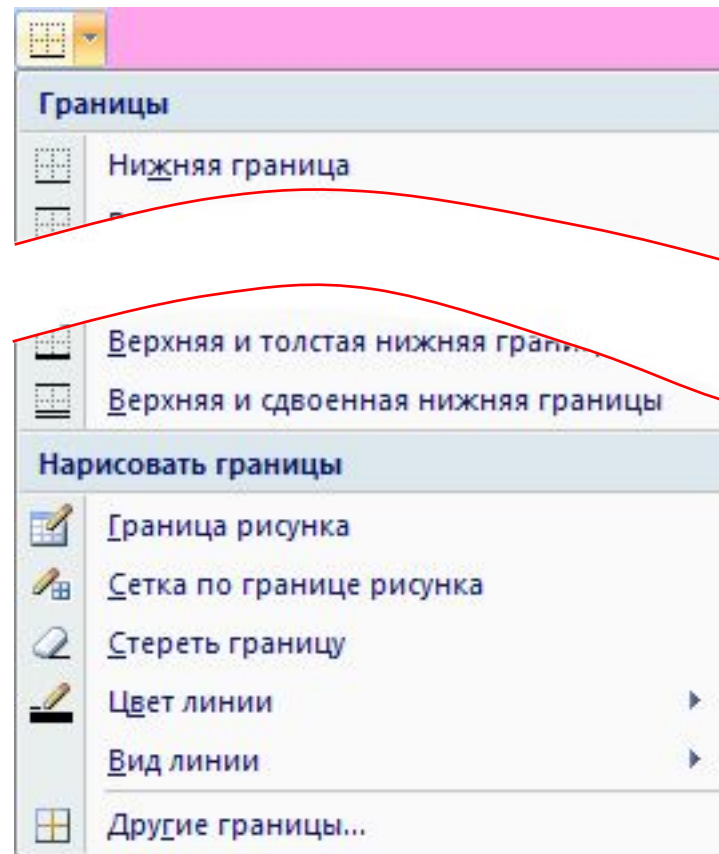 Границы
Нижняя граница
Верхняя и толстая нижняя границ
Верхняя и сдвоенная нижняя границы
Нарисовать границы
Граница рисунка
Сетка по границе рисунка
Стереть границу
Цвет линии
Вид линии
Другие границы...